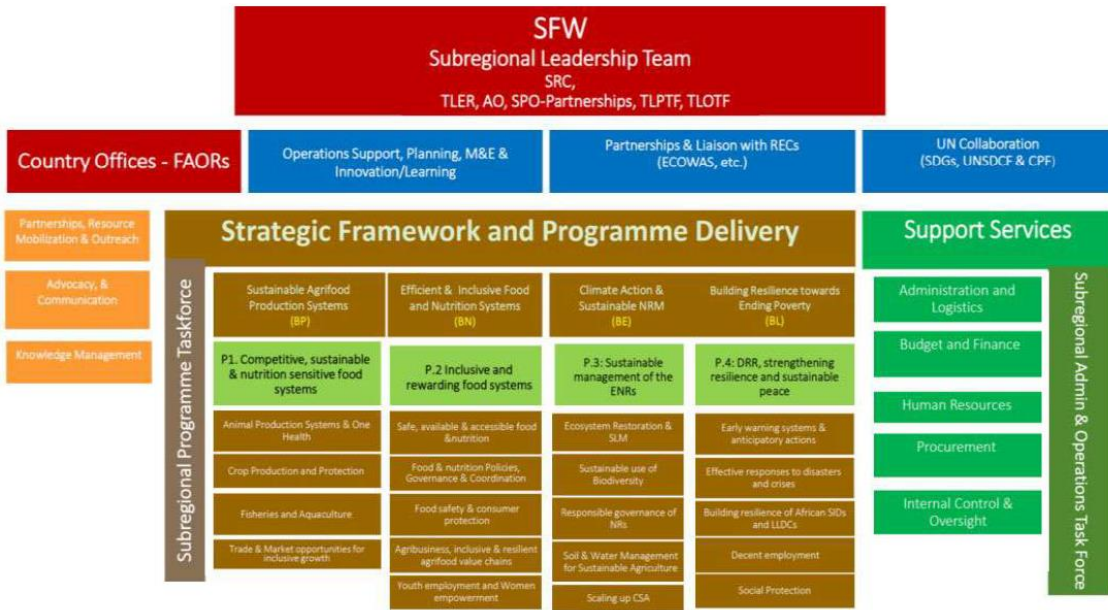 SFW
Subregional Leadership Team
SRC,
TLER, AO, SPO-Partnerships, TLPTF, TLOTF
Country Offices - FAORs
Operations Support, Planning, M&E &
Innovation/Learning
Partnerships & Liaison with RECs
(ECOWAS, etc.)
UN Collaboration
(SDGs, UNSDCF & CPF)
Partnerships, Resource
Mobilization & Outreach
Advocacy, &
Communication
Knowledge Management
Subregional Programme Taskforce
Strategic Framework and Programme Delivery
Sustainable Agrifood
Production Systems
(BP)
P1. Competitive, sustainable
& nutrition sensitive food
systems
Animal Production Systems & One
Health
Crop Production and Protection
Fisheries and Aquaculture
Trade & Market opportunities for
inclusive growth
Efficient & Inclusive Food
and Nutrition Systems
(BN)
P.2 Inclusive and
rewarding food systems
Safe, available & accessible food
&nutrition
Food & nutrition Policies,
Governance & Coordination
Food safety & consumer
protection
Agribusiness, inclusive & resilient
agrifood value chains
Youth employment and Women
empowerment
Climate Action &
Sustainable NRM
(BE)
P.3: Sustainable
management of the
ENRs
Ecosystem Restoration
& SLM
Sustainable use of
Biodiversity
Responsible governance of
NRs
Soil & Water Management
for Sustainable Agriculture
Scaling up CSA
Building Resilience towards
Ending Poverty
(BL)
P.4: DRR, strengthening
resilience and sustainable
peace
Early warning systems &
anticipatory actions
Effective responses to disasters
and crises
Building resilience of African SIDs
and LLDCs
Decent employment
Social Protection
Support Services
Administration and
Logistics
Budget and Finance
Human Resources
Procurement
Internal Control &
Oversight
Subregional Admin & Operations Task Force